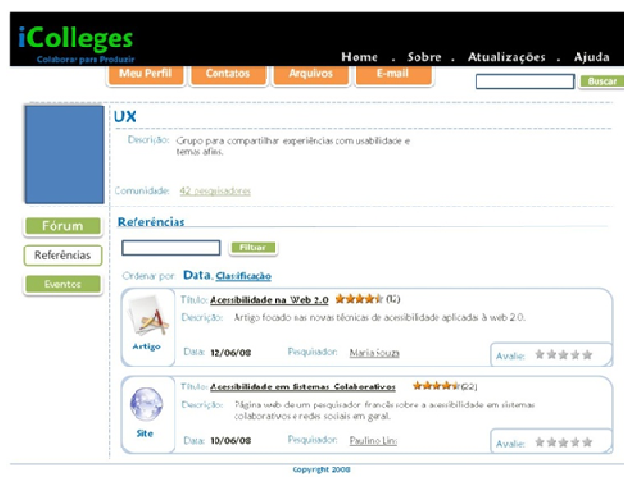 iColleges
Colaborar para Produzir
Home . Sobre . Atualizações . Ajuda
Meu Perfil Contatos Arquivos E-mail
Buscar
UX
Descrição: Grupo para compartilhar experiências com usabilidade e
temas afins.
Comunidade: 42 pesquisadores
Fórum
Referências
Eventos
Referências
Filtrar
Ordenar por: Data, Classificação
Título: Acessibilidade na Web 2.0 (12)
Descrição: Artigo focado nas novas técnicas de acessibilidade aplicada à web 2.0.
Artigo
Data: 12/06/08 Pesquisador: Maria Souza Avalie:
Título: Acessibilidade em Sistemas Colaborativos (22)
Descrição: Página web de um pesquisador francês sobre a acessibilidade em sistemas
colaborativos e redes sociais em geral.
Site
Data: 10/06/08 Pesquisador: Paulino Lins Avalie:
Copyright 2008